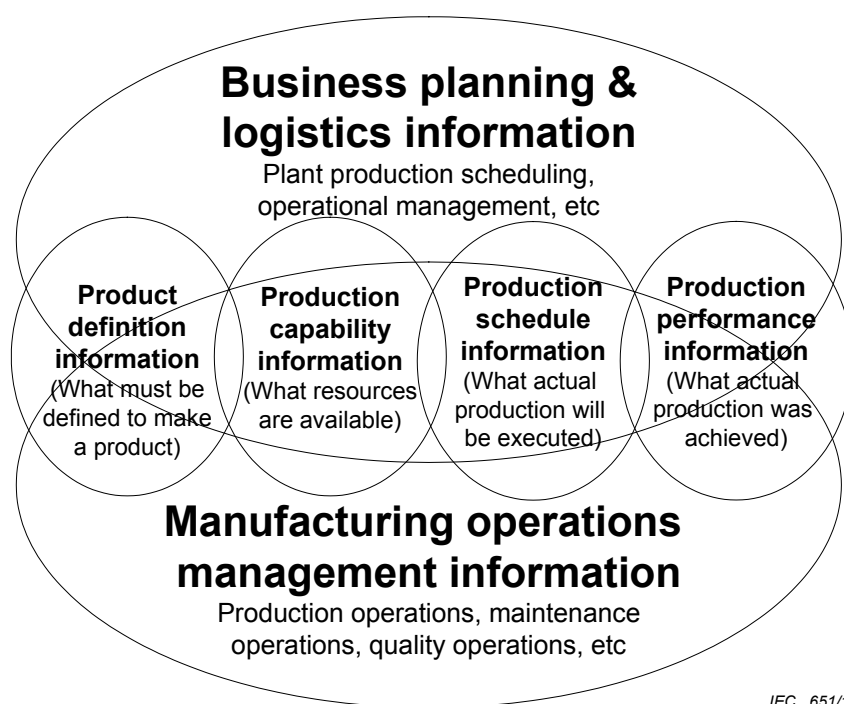 Business planning &
logistics information
Plant production scheduling,
operational management, etc
Product
definition
information
(What must be
defined to make
a product)
Production
capability
information
(What resources
are available)
Production
schedule
information
(What actual
production will
be executed)
Production
performance
information
(What actual
production was
achieved)
Manufacturing operations
management information
Production operations, maintenance
operations, quality operations, etc
IEC 651/